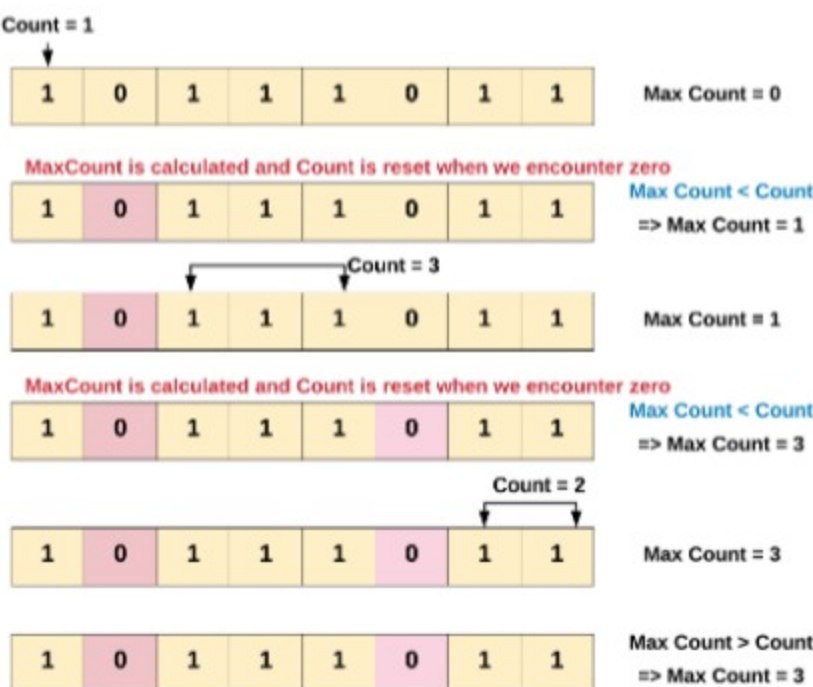 Count = 1
1 0 1 1 1 0 1 1 Max Count = 0
MaxCount is calculated and Count is reset when we encounter zero
Max Count < Count
1 0 1 1 1 0 1 1
=> Max Count = 1
Count = 3
1 0 1 1 1 0 1 1 Max Count = 1
MaxCount is calculated and Count is reset when we encounter zero
Max Count < Count
1 0 1 1 1 0 1 1
=> Max Count = 3
Count = 2
1 0 1 1 1 0 1 1 Max Count = 3
Max Count > Count
1 0 1 1 1 0 1 1
=> Max Count = 3